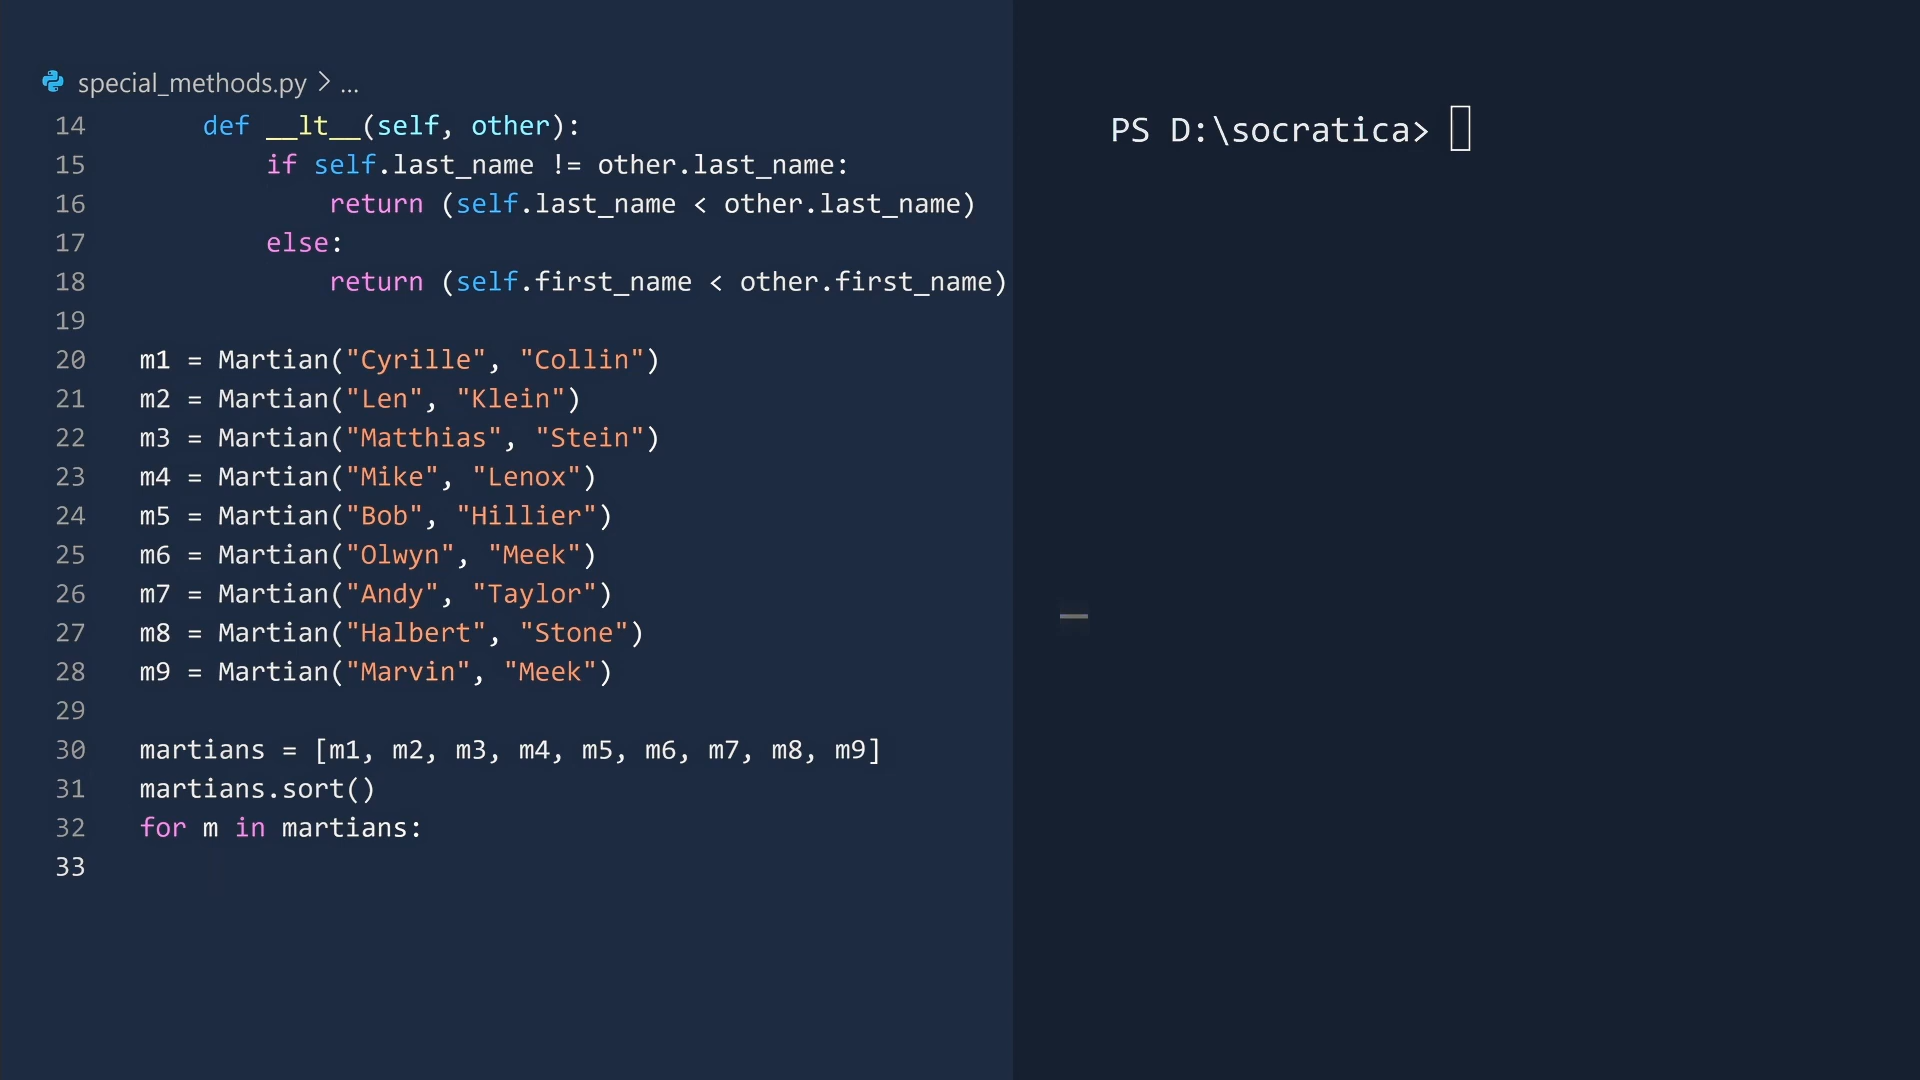 special_methods.py > ...
14 def __lt__(self, other):
15 if self.last_name != other.last_name:
16 return (self.last_name < other.last_name)
17 else:
18 return (self.first_name < other.first_name)
19
20 m1 = Martian("Cyrille", "Collin")
21 m2 = Martian("Len", "Klein")
22 m3 = Martian("Matthias", "Stein")
23 m4 = Martian("Mike", "Lenox")
24 m5 = Martian("Bob", "Hillier")
25 m6 = Martian("Olwyn", "Meek")
26 m7 = Martian("Andy", "Taylor")
27 m8 = Martian("Halbert", "Stone")
28 m9 = Martian("Marvin", "Meek")
29
30 martians = [m1, m2, m3, m4, m5, m6, m7, m8, m9]
31 martians.sort()
32 for m in martians:
33
PS D:\socratica>